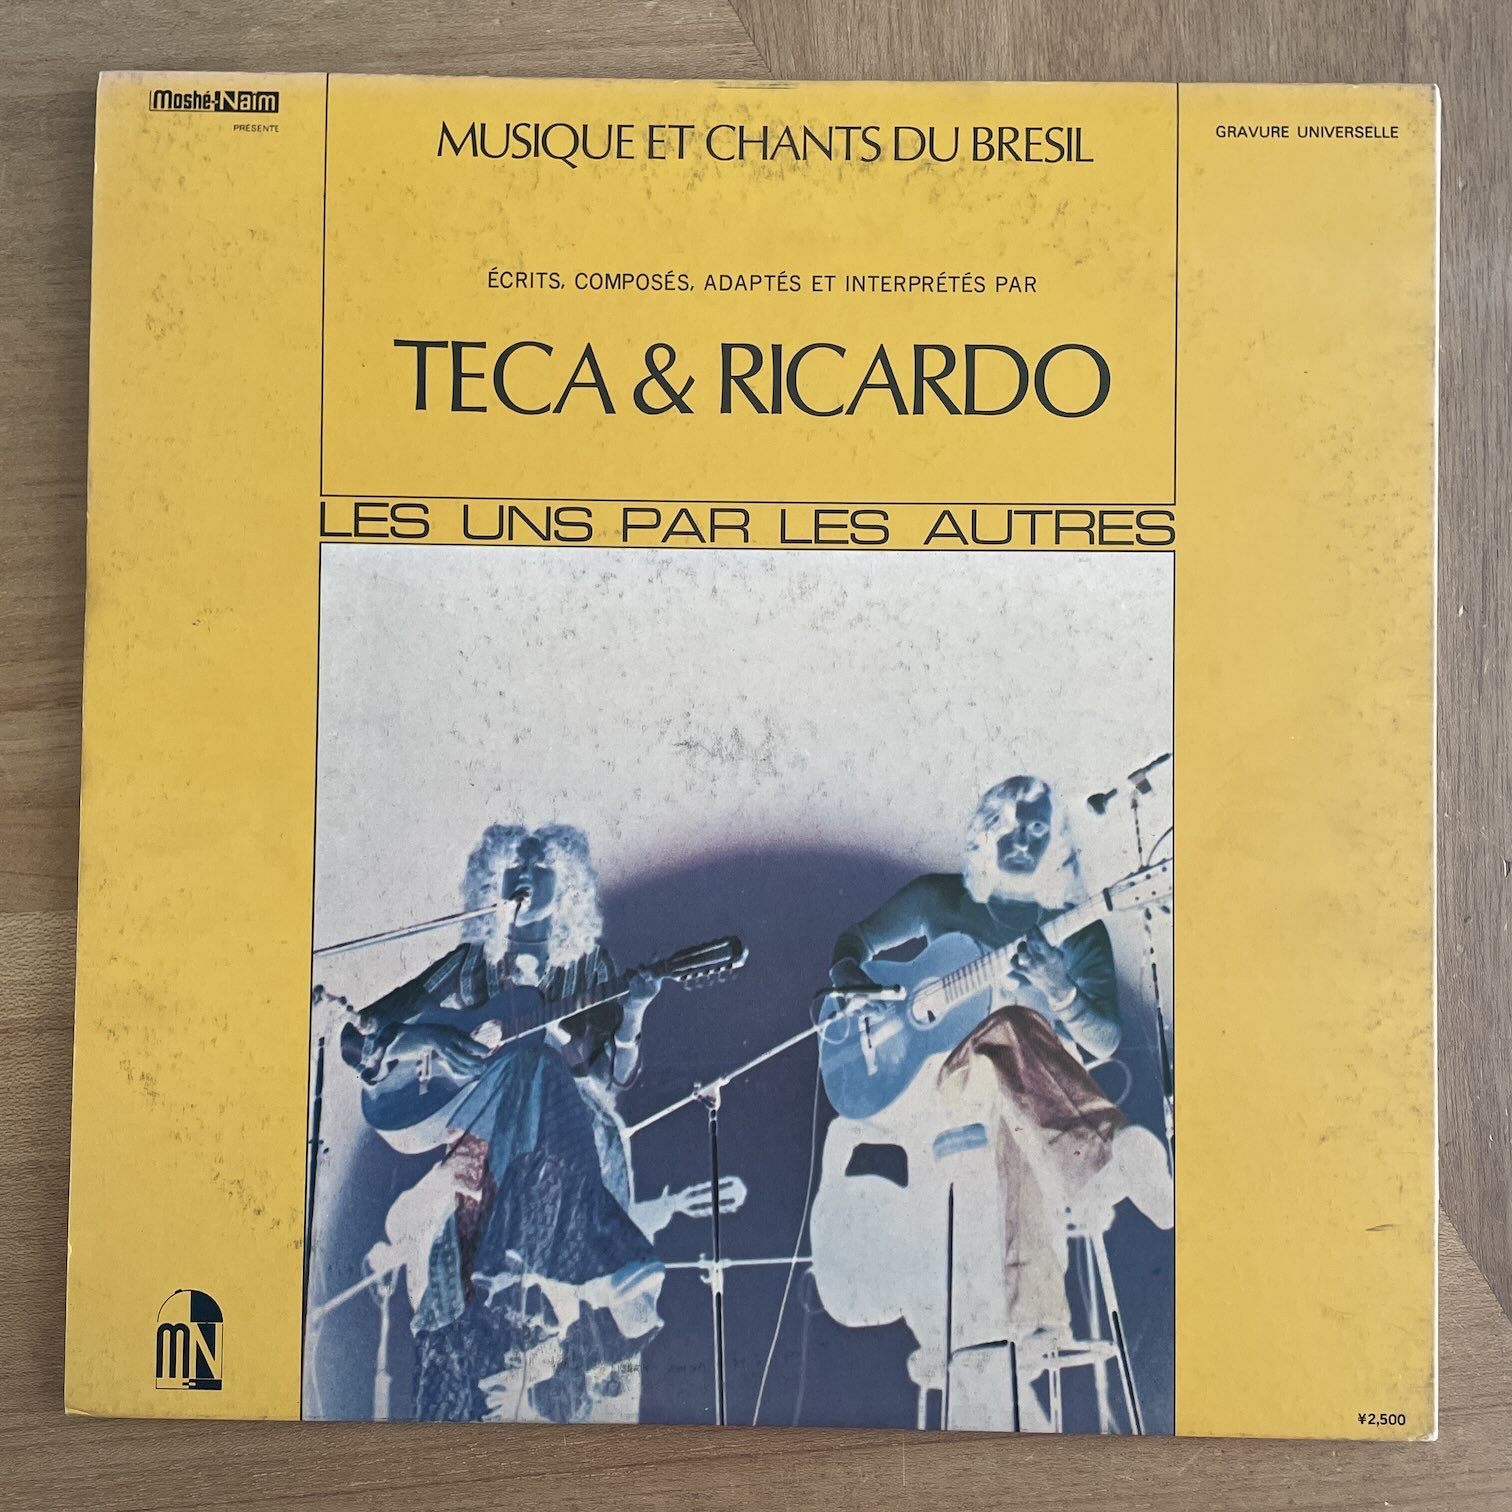 Moshé-Naïm
PRÉSENTE
MUSIQUE ET CHANTS DU BRESIL
GRAVURE UNIVERSELLE
ÉCRITS, COMPOSÉS, ADAPTÉS ET INTERPRÉTÉS PAR
TECA & RICARDO
LES UNS PAR LES AUTRES
MN
¥2,500